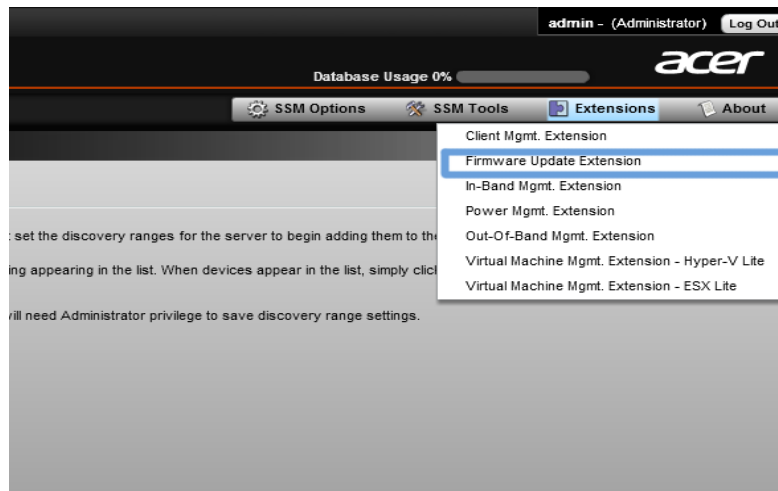 admin - (Administrator) Log Out
acer
Database Usage 0%
SSM Options SSM Tools Extensions About
Client Mgmt. Extension
Firmware Update Extension
In-Band Mgmt. Extension
Power Mgmt. Extension
Out-Of-Band Mgmt. Extension
Virtual Machine Mgmt. Extension - Hyper-V Lite
Virtual Machine Mgmt. Extension - ESX Lite
set the discovery ranges for the server to begin adding them to the
ing appearing in the list. When devices appear in the list, simply clic
will need Administrator privilege to save discovery range settings.